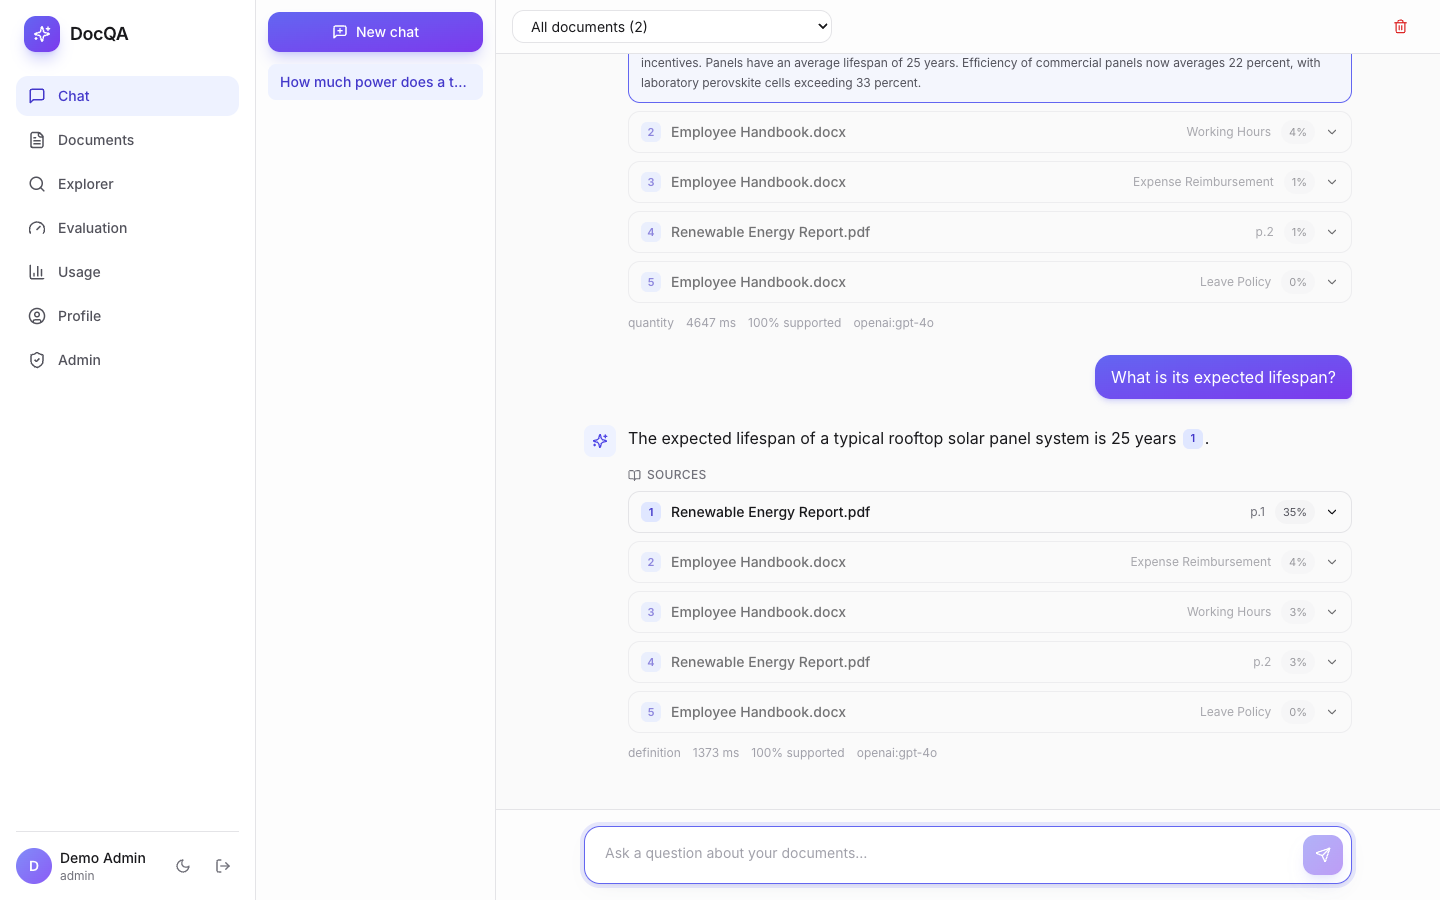 DocQA
Chat
Documents
Explorer
Evaluation
Usage
Profile
Admin
D
Demo Admin
admin
New chat
How much power does a t...
All documents (2)
incentives. Panels have an average lifespan of 25 years. Efficiency of commercial panels now averages 22 percent, with
laboratory perovskite cells exceeding 33 percent.
2 Employee Handbook.docx Working Hours 4%
3 Employee Handbook.docx Expense Reimbursement 1%
4 Renewable Energy Report.pdf p.2 1%
5 Employee Handbook.docx Leave Policy 0%
quantity 4647 ms 100% supported openai:gpt-4o
What is its expected lifespan?
The expected lifespan of a typical rooftop solar panel system is 25 years 1 .
SOURCES
1 Renewable Energy Report.pdf p.1 35%
2 Employee Handbook.docx Expense Reimbursement 4%
3 Employee Handbook.docx Working Hours 3%
4 Renewable Energy Report.pdf p.2 3%
5 Employee Handbook.docx Leave Policy 0%
definition 1373 ms 100% supported openai:gpt-4o
Ask a question about your documents...